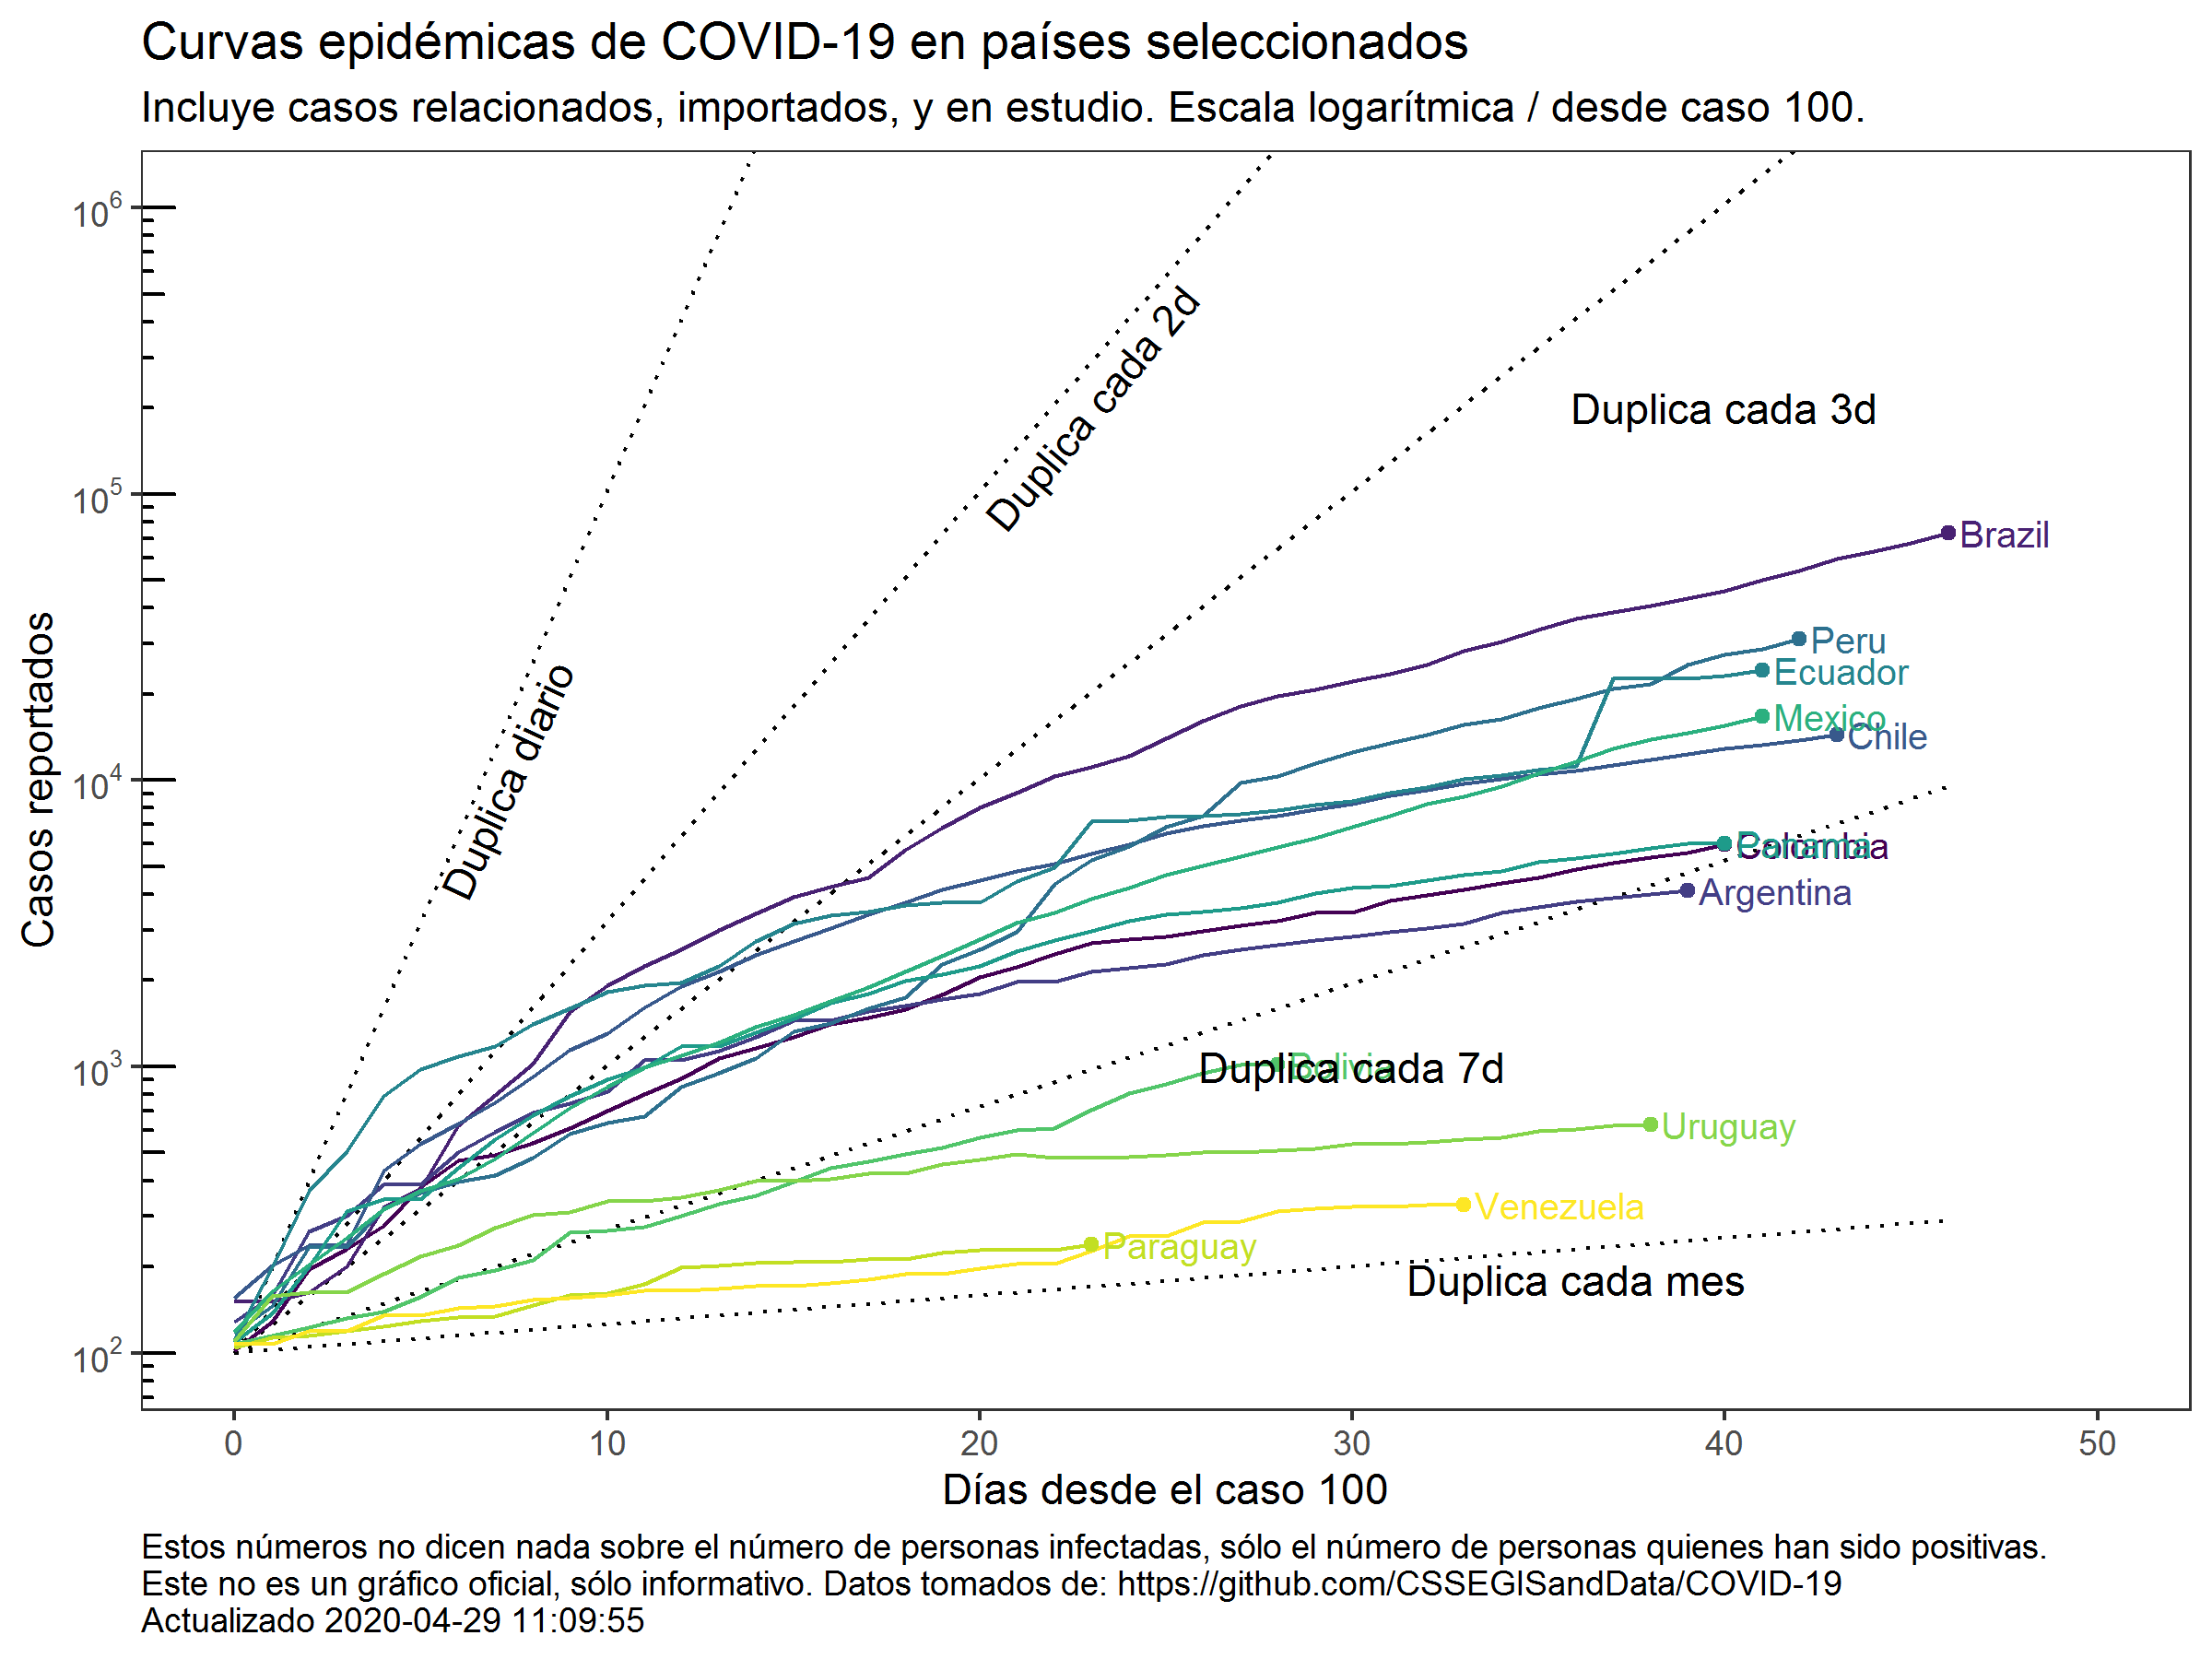 Curvas epidémicas de COVID-19 en países seleccionados
Incluye casos relacionados, importados, y en estudio. Escala logarítmica / desde caso 100.
Casos reportados
10^6
10^5
10^4
10^3
10^2
Duplica diario
Duplica cada 2d
Duplica cada 3d
Brazil
Peru
Ecuador
Mexico
Chile
Panama
Colombia
Argentina
Bolivia
Duplica cada 7d
Uruguay
Venezuela
Paraguay
Duplica cada mes
0 10 20 30 40 50
Días desde el caso 100
Estos números no dicen nada sobre el número de personas infectadas, sólo el número de personas quienes han sido positivas.
Este no es un gráfico oficial, sólo informativo. Datos tomados de: https://github.com/CSSEGISandData/COVID-19
Actualizado 2020-04-29 11:09:55